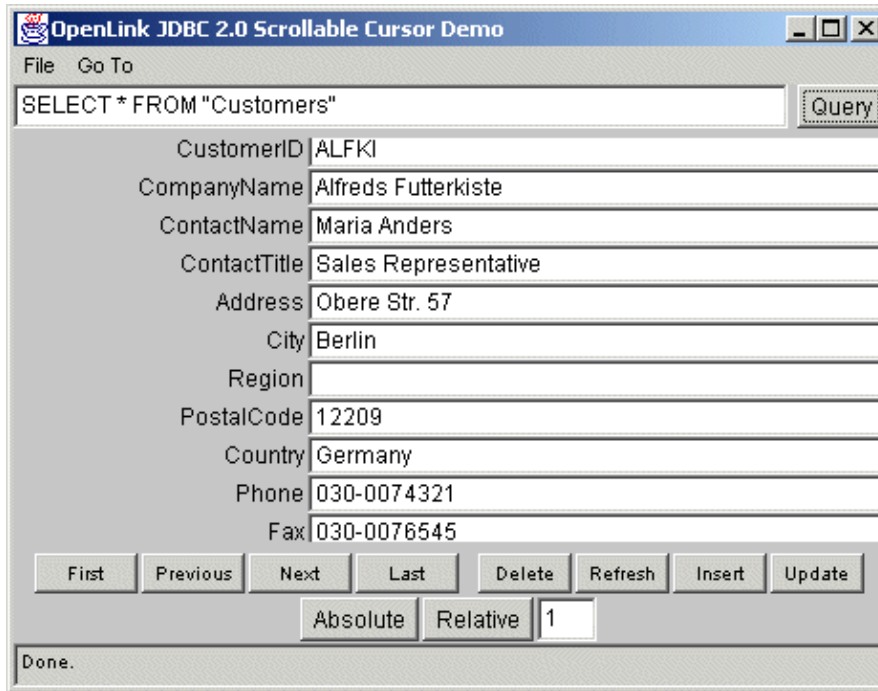 OpenLink JDBC 2.0 Scrollable Cursor Demo
File Go To
SELECT * FROM "Customers" Query
CustomerID ALFKI
CompanyName Alfreds Futterkiste
ContactName Maria Anders
ContactTitle Sales Representative
Address Obere Str. 57
City Berlin
Region
PostalCode 12209
Country Germany
Phone 030-0074321
Fax 030-0076545
First Previous Next Last Delete Refresh Insert Update
Absolute Relative 1
Done.